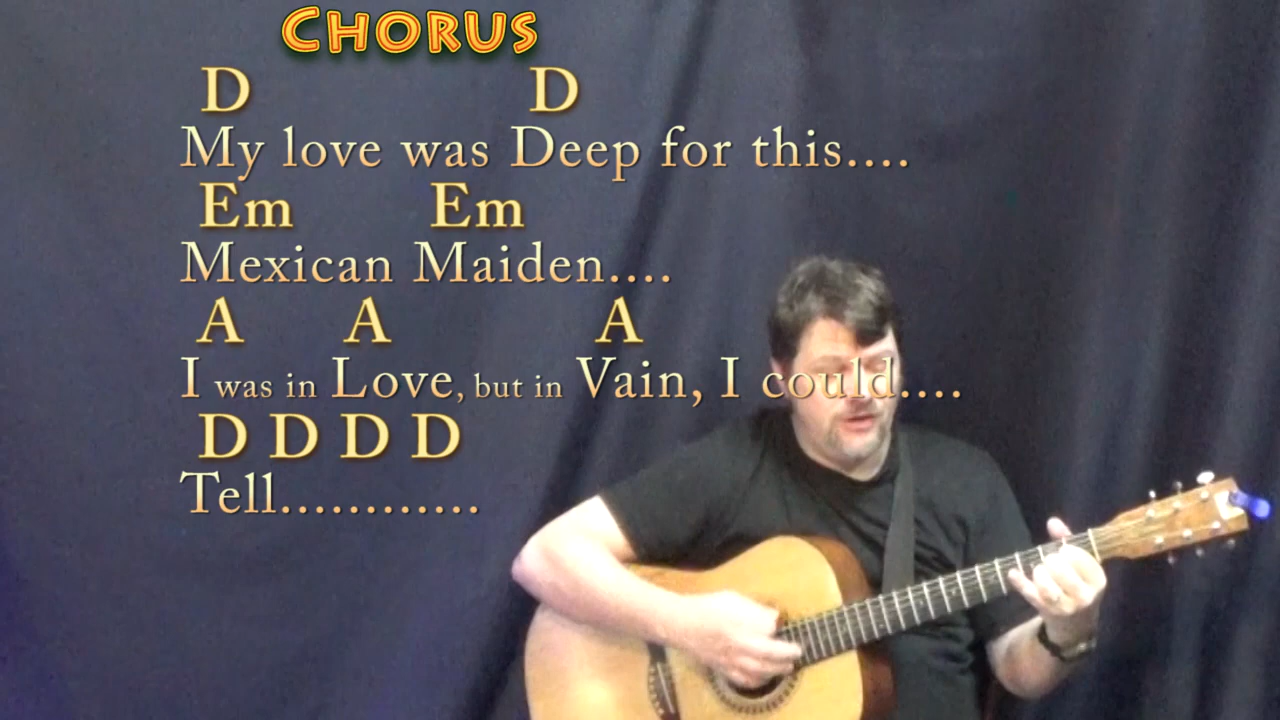 CHORUS
D D
My love was Deep for this....
Em Em
Mexican Maiden....
A A A
I was in Love, but in Vain, I could....
D D D D
Tell............